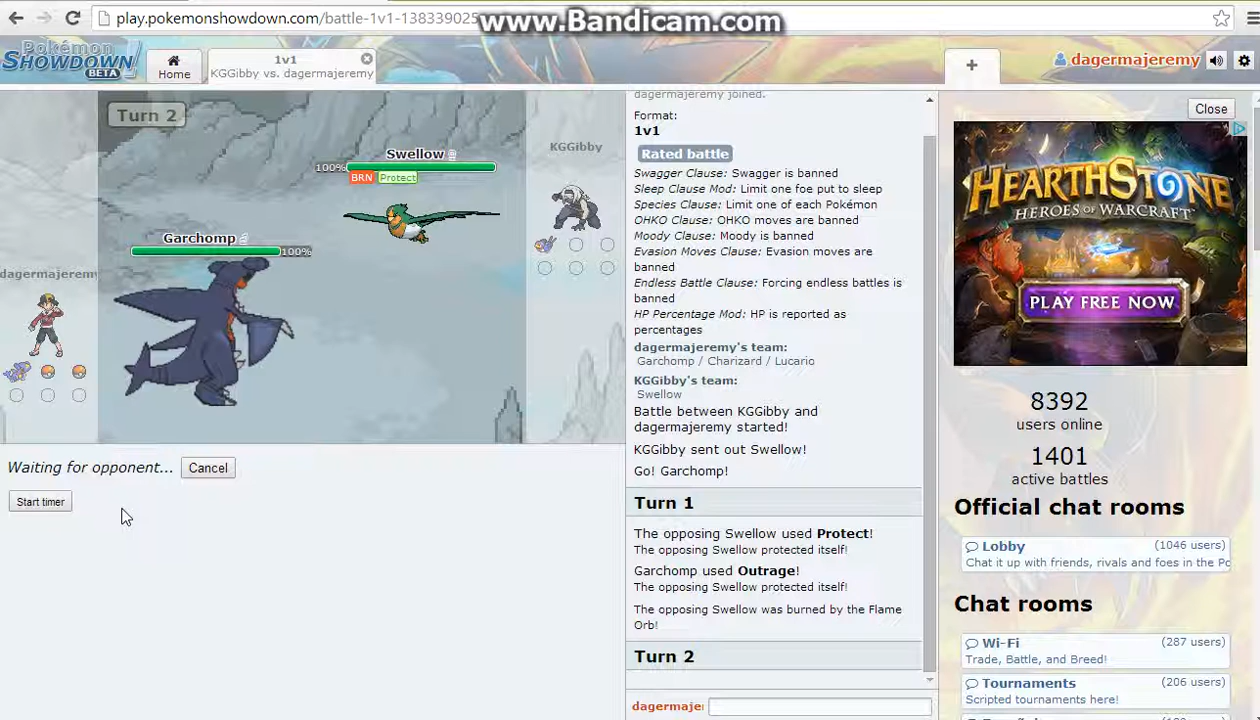 play.pokemonshowdown.com/battle-1v1-138339025
www.Bandicam.com
Pokémon
SHOWDOWN
BETA
Home
1v1
KGGibby vs. dagermajeremy
+
dagermajeremy
Turn 2
Swellow
100%
BRN Protect
Garchomp
100%
dagermajeremy
KGGibby
Waiting for opponent... Cancel
Start timer
dagermajeremy joined.
Format:
1v1
Rated battle
Swagger Clause: Swagger is banned
Sleep Clause Mod: Limit one foe put to sleep
Species Clause: Limit one of each Pokémon
OHKO Clause: OHKO moves are banned
Moody Clause: Moody is banned
Evasion Moves Clause: Evasion moves are
banned
Endless Battle Clause: Forcing endless battles is
banned
HP Percentage Mod: HP is reported as
percentages
dagermajeremy's team:
Garchomp / Charizard / Lucario
KGGibby's team:
Swellow
Battle between KGGibby and
dagermajeremy started!
KGGibby sent out Swellow!
Go! Garchomp!
Turn 1
The opposing Swellow used Protect!
The opposing Swellow protected itself!
Garchomp used Outrage!
The opposing Swellow protected itself!
The opposing Swellow was burned by the Flame
Orb!
Turn 2
dagermaje
Close
HEARTHSTONE
HEROES OF WARCRAFT
PLAY FREE NOW
8392
users online
1401
active battles
Official chat rooms
Lobby (1046 users)
Chat it up with friends, rivals and foes in the Po
Chat rooms
Wi-Fi (287 users)
Trade, Battle, and Breed!
Tournaments (206 users)
Scripted tournaments here!